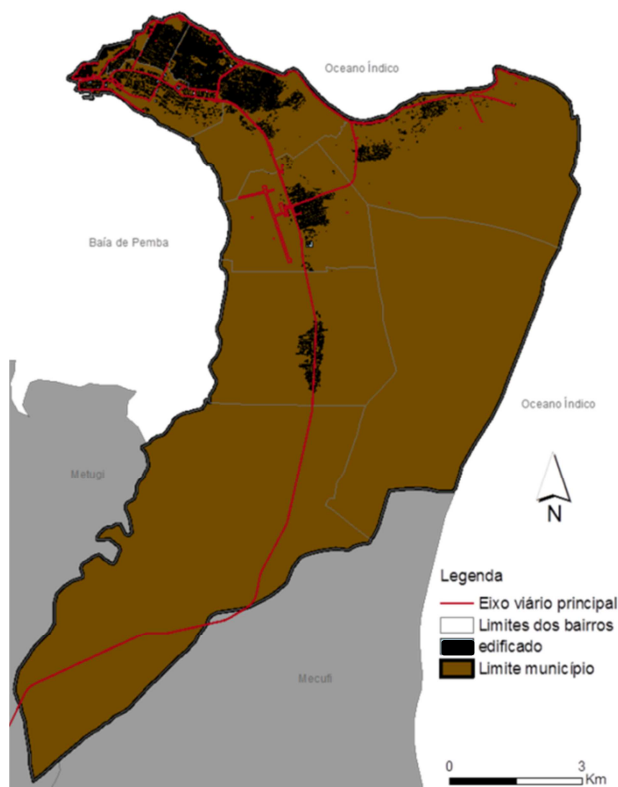 Oceano Índico
Baía de Pemba
Oceano Índico
Metugi
N
Legenda
Eixo viário principal
Limites dos bairros
edificado
Limite município
Mecufi
0 3
Km